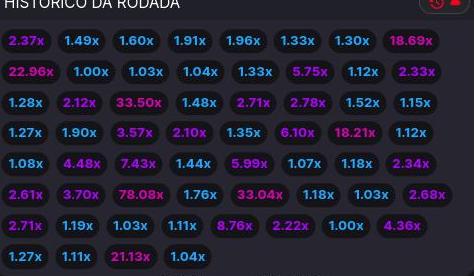 HISTÓRICO DA RODADA
2.37x 1.49x 1.60x 1.91x 1.96x 1.33x 1.30x 18.69x
22.96x 1.00x 1.03x 1.04x 1.33x 5.75x 1.12x 2.33x
1.28x 2.12x 33.50x 1.48x 2.71x 2.78x 1.52x 1.15x
1.27x 1.90x 3.57x 2.10x 1.35x 6.10x 18.21x 1.12x
1.08x 4.48x 7.43x 1.44x 5.99x 1.07x 1.18x 2.34x
2.61x 3.70x 78.08x 1.76x 33.04x 1.18x 1.03x 2.68x
2.71x 1.19x 1.03x 1.11x 8.76x 2.22x 1.00x 4.36x
1.27x 1.11x 21.13x 1.04x